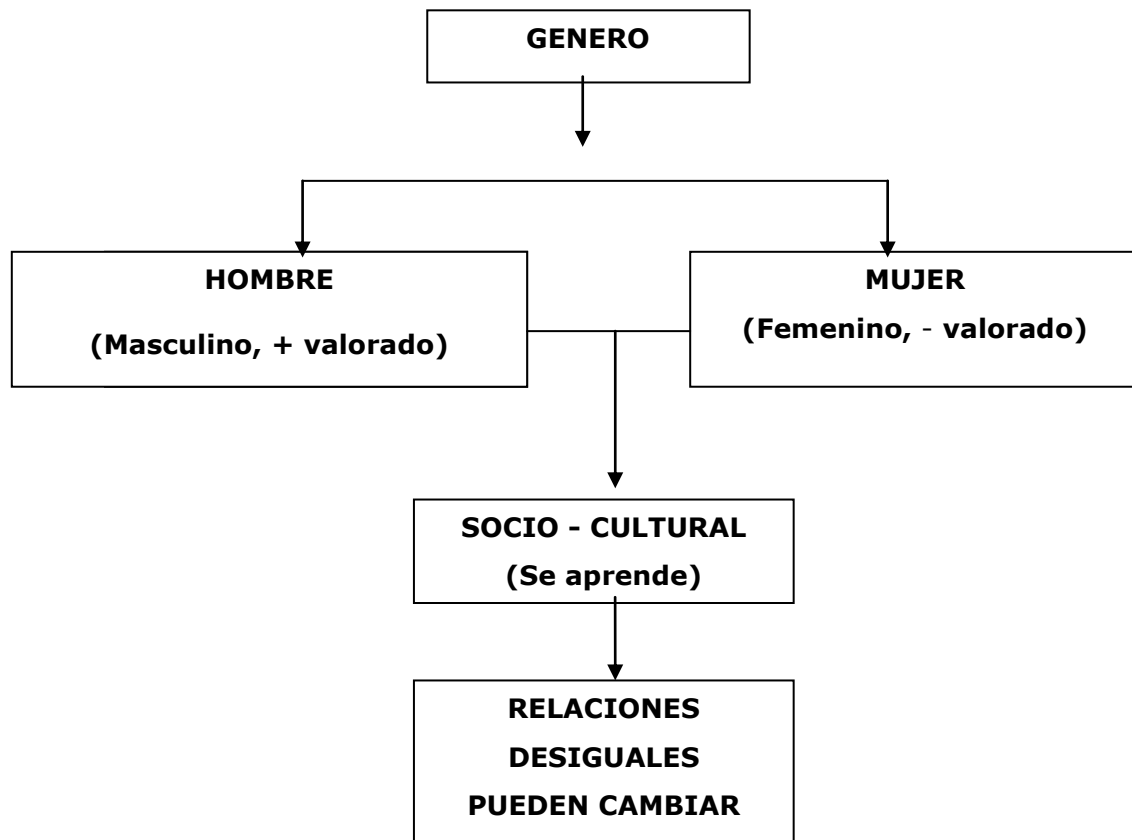 GENERO
HOMBRE
(Masculino, + valorado)
MUJER
(Femenino, - valorado)
SOCIO - CULTURAL
(Se aprende)
RELACIONES
DESIGUALES
PUEDEN CAMBIAR